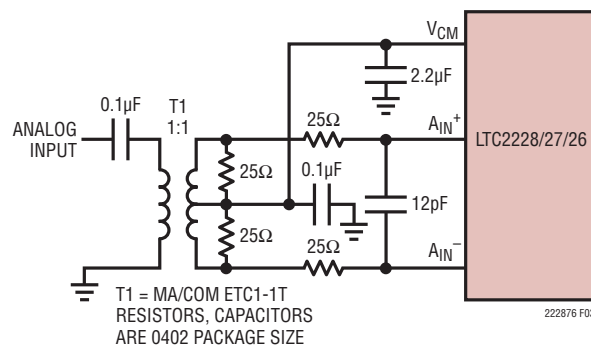 VCM
2.2µF
0.1µF
T1
1:1
25Ω
ANALOG
INPUT
AIN+
LTC2228/27/26
25Ω
0.1µF
12pF
25Ω
25Ω
AIN–
T1 = MA/COM ETC1-1T
RESISTORS, CAPACITORS
ARE 0402 PACKAGE SIZE
222876 F03